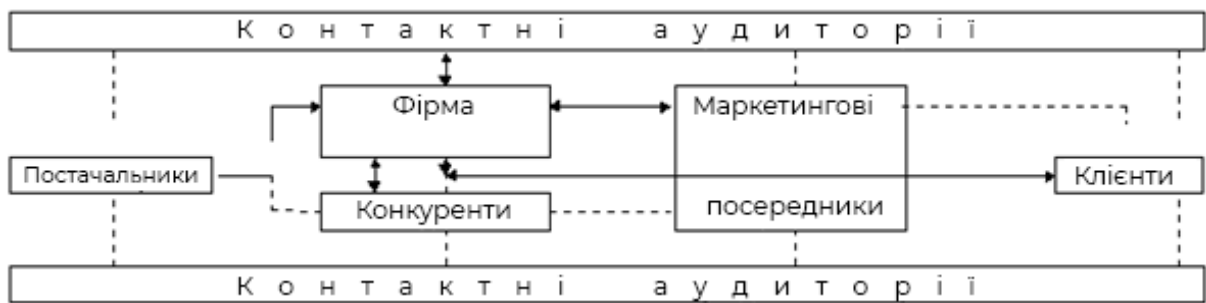 Контактні аудиторії
Фірма
Маркетингові
Постачальники
Клієнти
Конкуренти
посередники
Контактні аудиторії